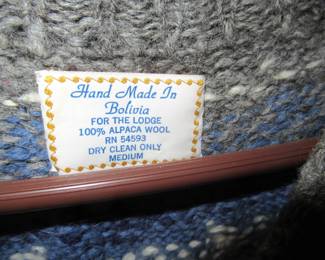 Hand Made In
Bolivia
FOR THE LODGE
100% ALPACA WOOL
RN 54593
DRY CLEAN ONLY
MEDIUM